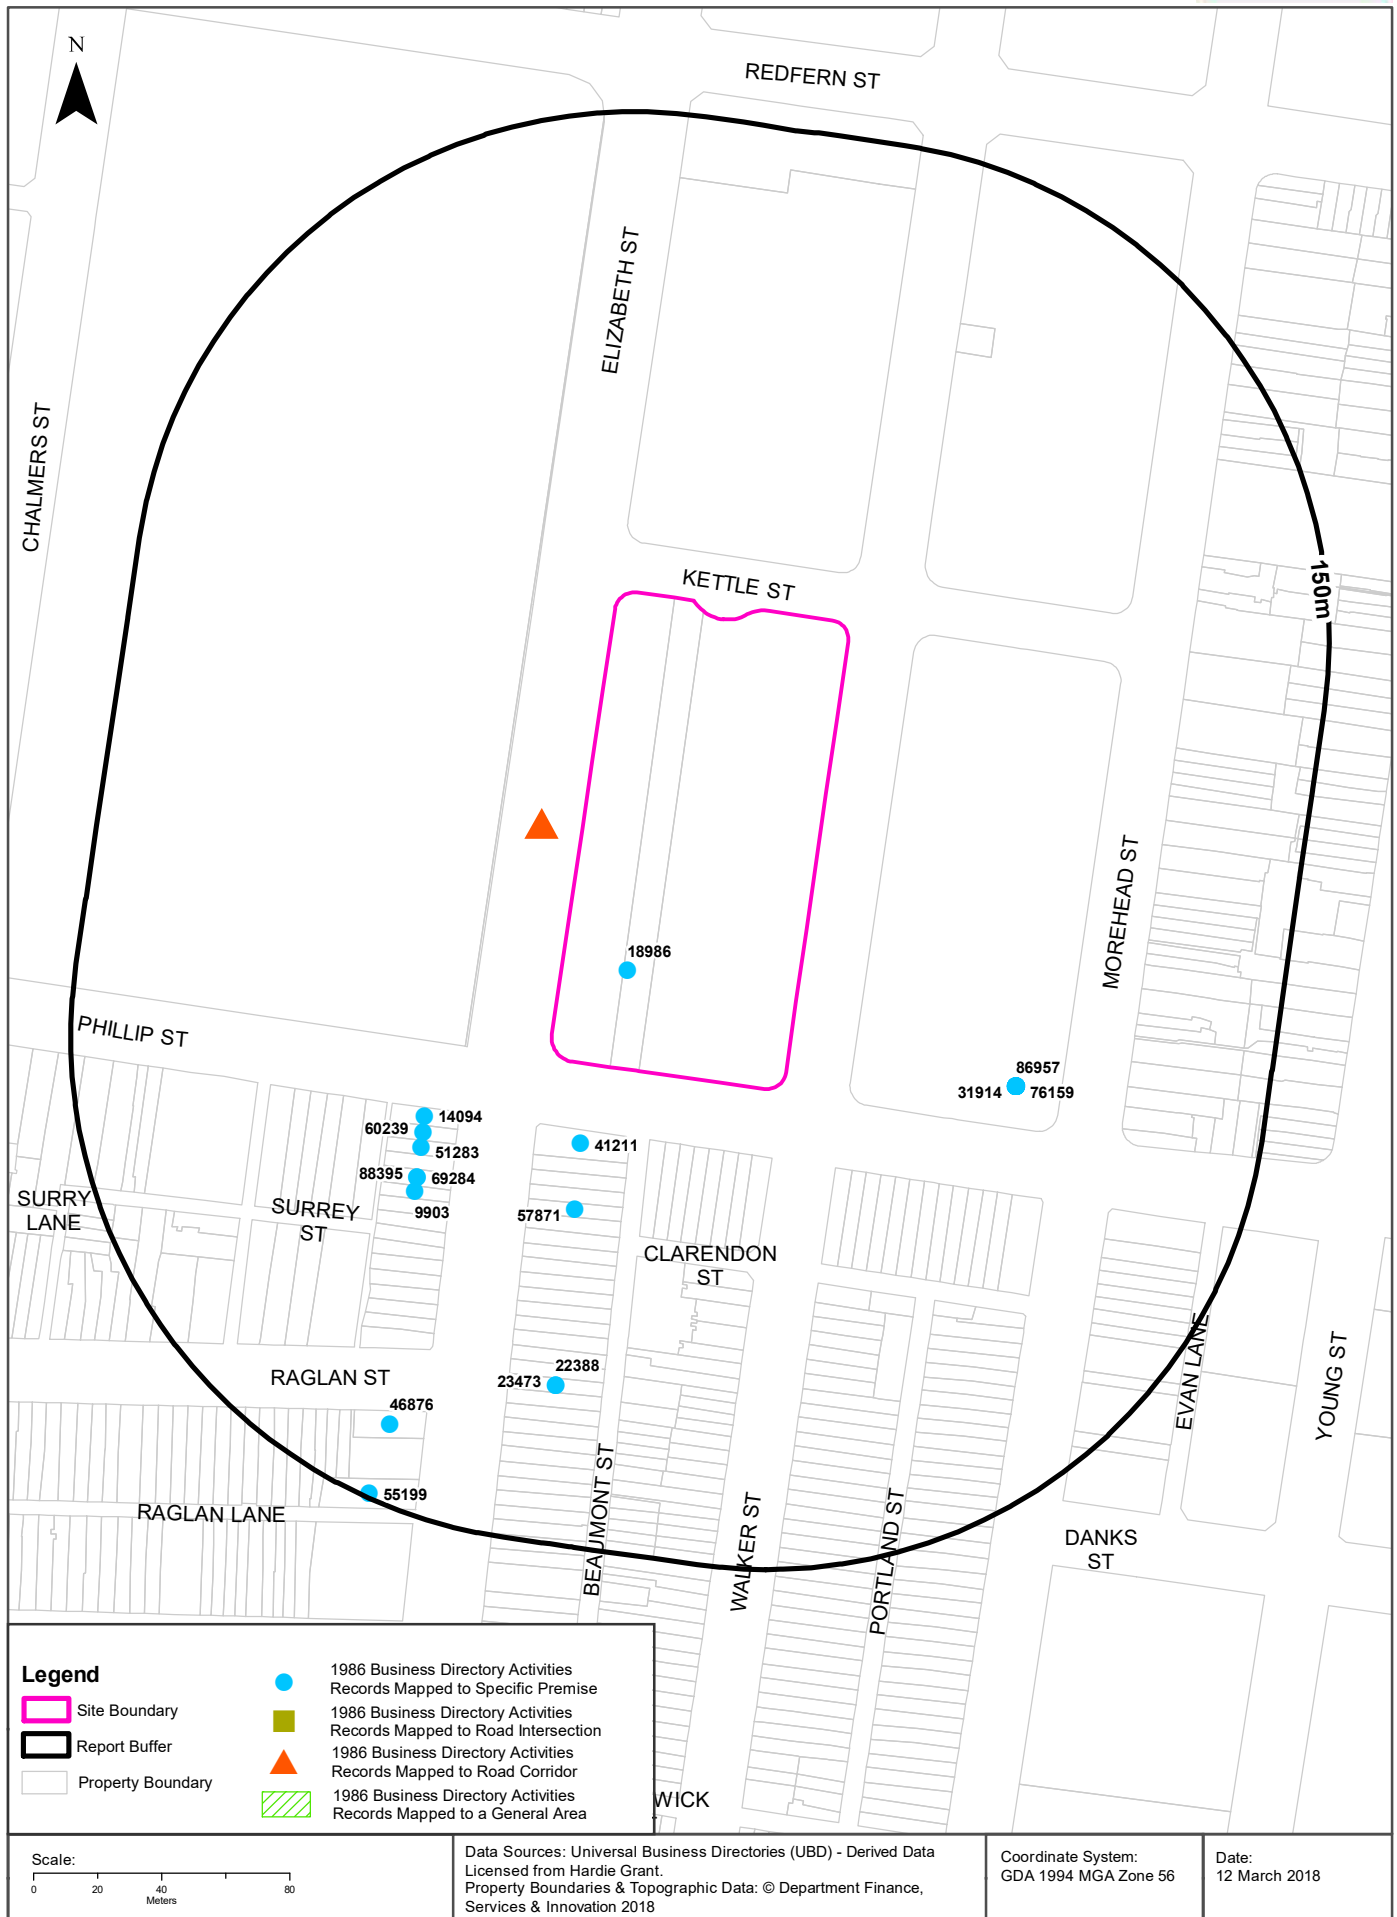 N
REDFERN ST
ELIZABETH ST
CHALMERS ST
KETTLE ST
150m
MOREHEAD ST
18986
PHILLIP ST
86957
31914 76159
14094
60239
51283
41211
88395 69284
9903
57871
SURRY
LANE
SURREY
ST
CLARENDON
ST
EVAN LANE
YOUNG ST
RAGLAN ST
22388
23473
46876
55199
RAGLAN LANE
BEAUMONT ST
WALKER ST
PORTLAND ST
DANKS
ST
WICK
Legend
Site Boundary
Report Buffer
Property Boundary
1986 Business Directory Activities
Records Mapped to Specific Premise
1986 Business Directory Activities
Records Mapped to Road Intersection
1986 Business Directory Activities
Records Mapped to Road Corridor
1986 Business Directory Activities
Records Mapped to a General Area
Scale:
0 20 40 80
Meters
Data Sources: Universal Business Directories (UBD) - Derived Data
Licensed from Hardie Grant.
Property Boundaries & Topographic Data: © Department Finance,
Services & Innovation 2018
Coordinate System:
GDA 1994 MGA Zone 56
Date:
12 March 2018